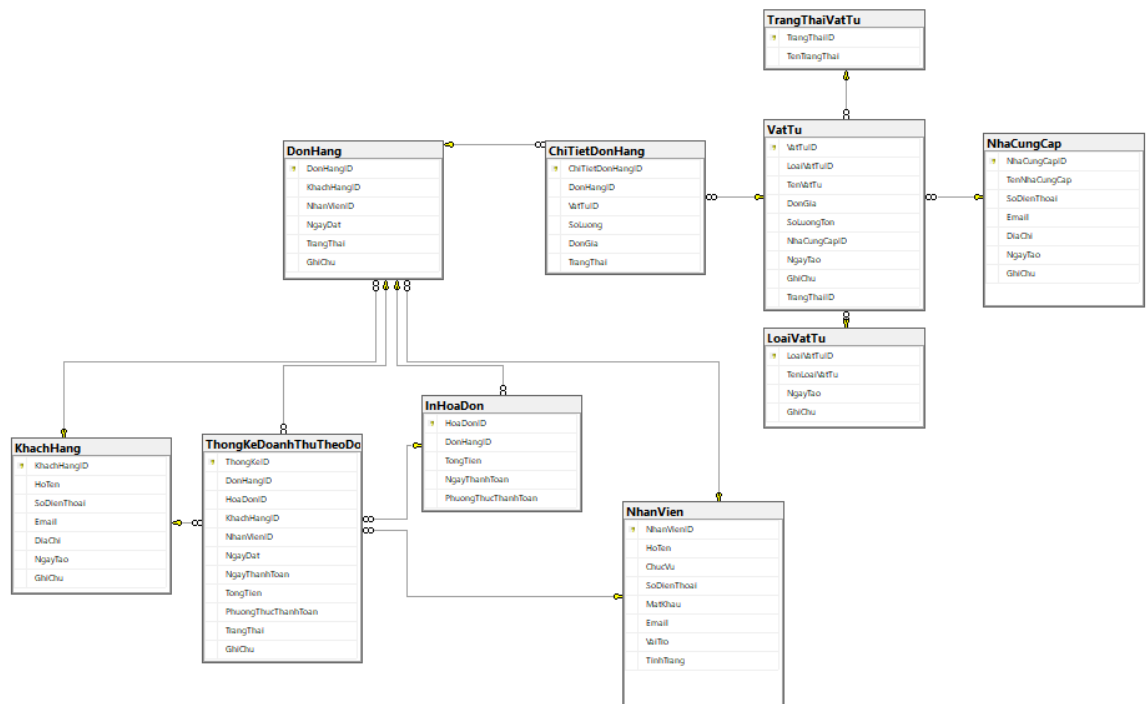 TrangThaiVatTu
TrangThaiID
TenTrangThai
VatTu
VatTuID
LoaiVatTuID
TenVatTu
DonGia
SoLuongTon
NhaCungCapID
NgayTao
GhiChu
TrangThaiID
NhaCungCap
NhaCungCapID
TenNhaCungCap
SoDienThoai
Email
DiaChi
NgayTao
GhiChu
DonHang
DonHangID
KhachHangID
NhanVienID
NgayDat
TrangThai
GhiChu
ChiTietDonHang
ChiTietDonHangID
DonHangID
VatTuID
SoLuong
DonGia
TrangThai
LoaiVatTu
LoaiVatTuID
TenLoaiVatTu
NgayTao
GhiChu
InHoaDon
HoaDonID
DonHangID
TongTien
NgayThanhToan
PhuongThucThanhToan
KhachHang
KhachHangID
HoTen
SoDienThoai
Email
DiaChi
NgayTao
GhiChu
ThongKeDoanhThuTheoDo
ThongKeID
DonHangID
HoaDonID
KhachHangID
NhanVienID
NgayDat
NgayThanhToan
TongTien
PhuongThucThanhToan
TrangThai
GhiChu
NhanVien
NhanVienID
HoTen
ChucVu
SoDienThoai
MatKhau
Email
VaiTro
TinhTrang